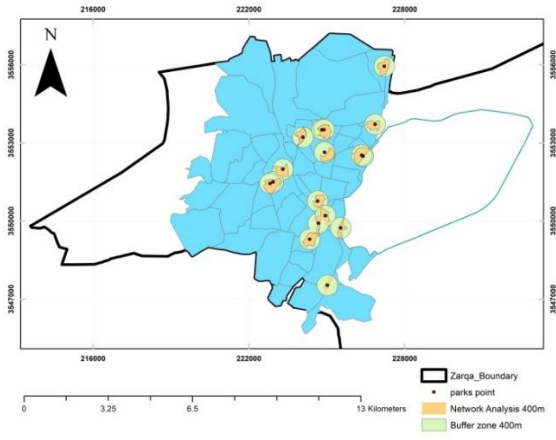 N
3556000
3553000
3550000
3547000
3556000
3553000
3550000
3547000
222000
228000
216000
222000
228000
0 3.25 6.5 13 Kilometers
Zarqa_Boundary
parks point
Network Analysis 400m
Buffer zone 400m